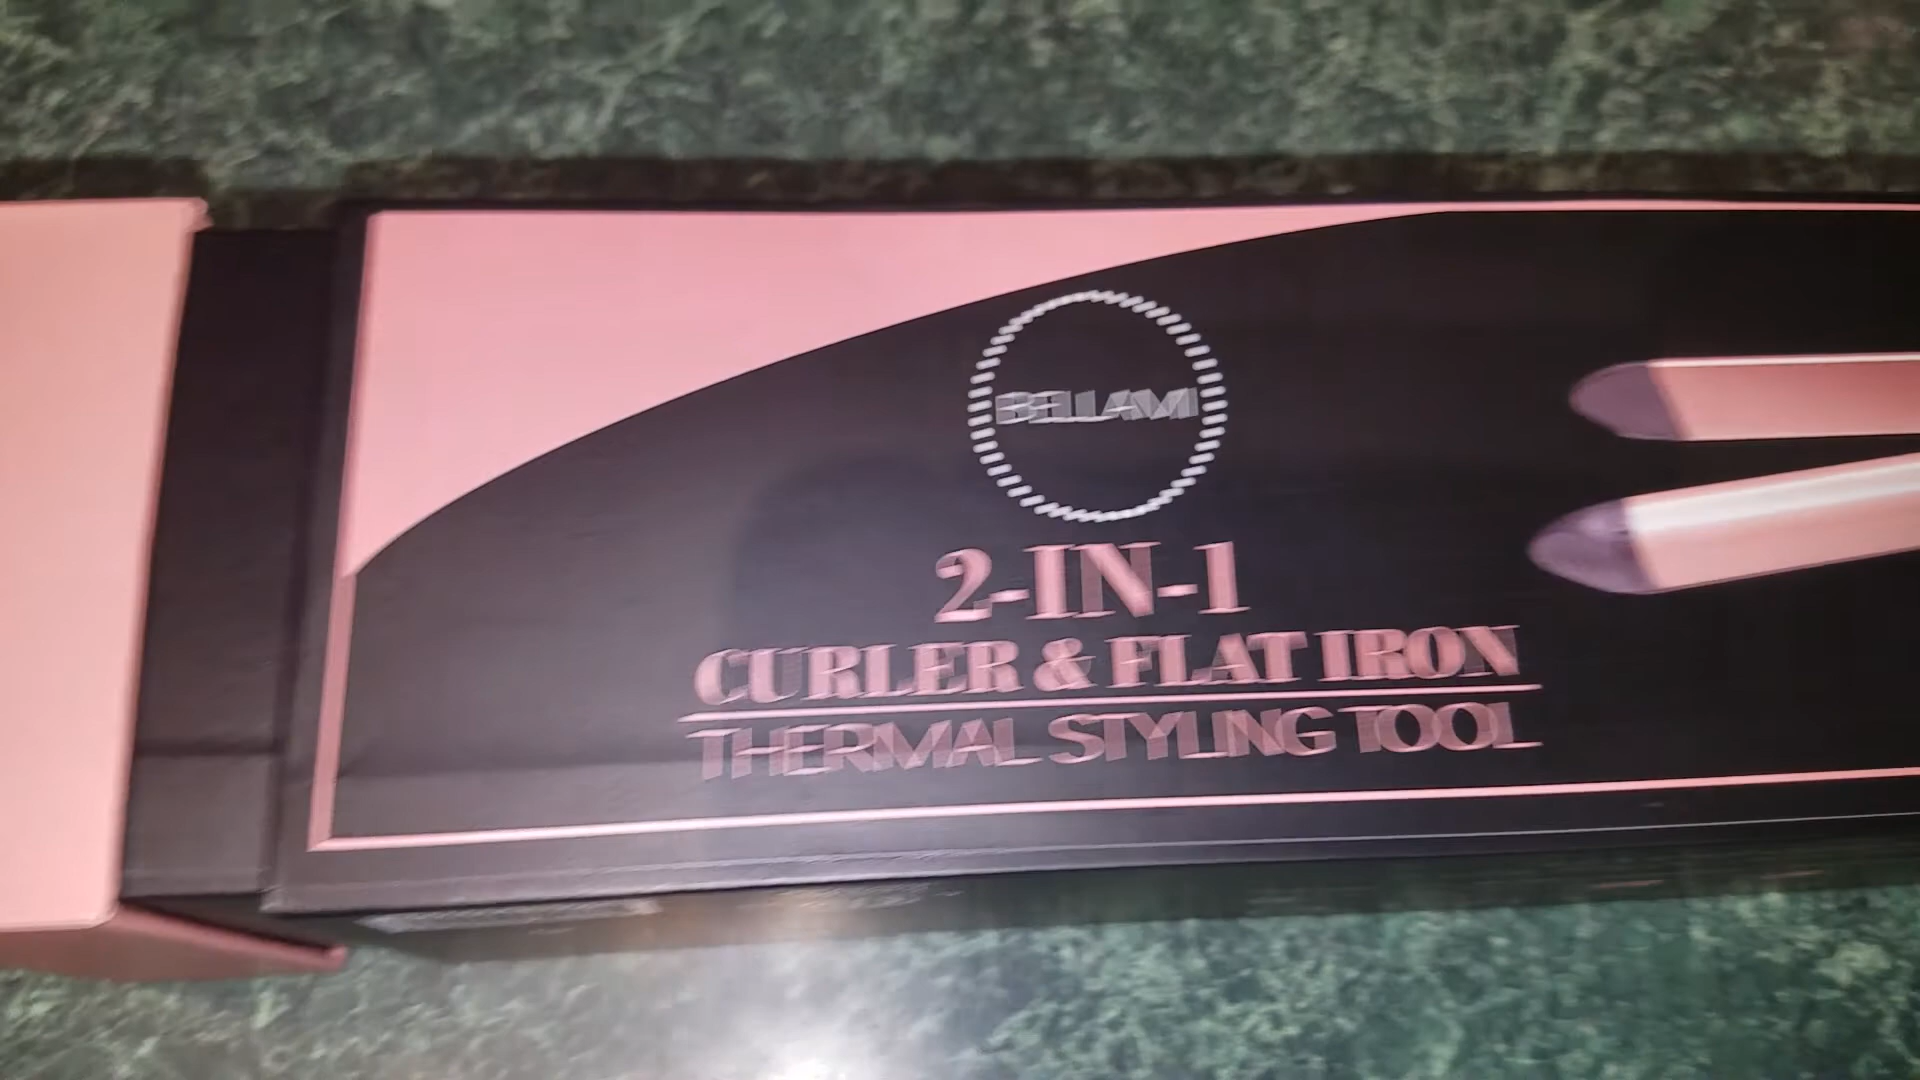 BELLAMI
2-IN-1
CURLER & FLAT IRON
THERMAL STYLING TOOL